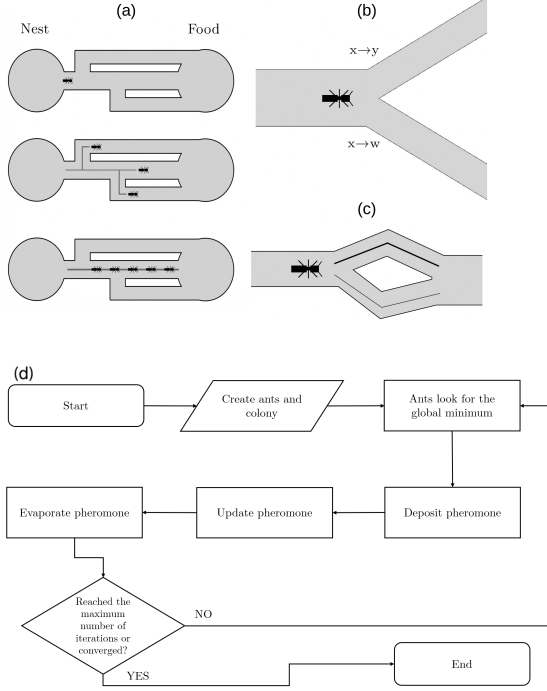 (a)
Nest
Food
(b)
x→y
x→w
(c)
(d)
Start
Create ants and
colony
Ants look for the
global minimum
Evaporate pheromone
Update pheromone
Deposit pheromone
Reached the
maximum
number of
iterations or
converged?
NO
YES
End